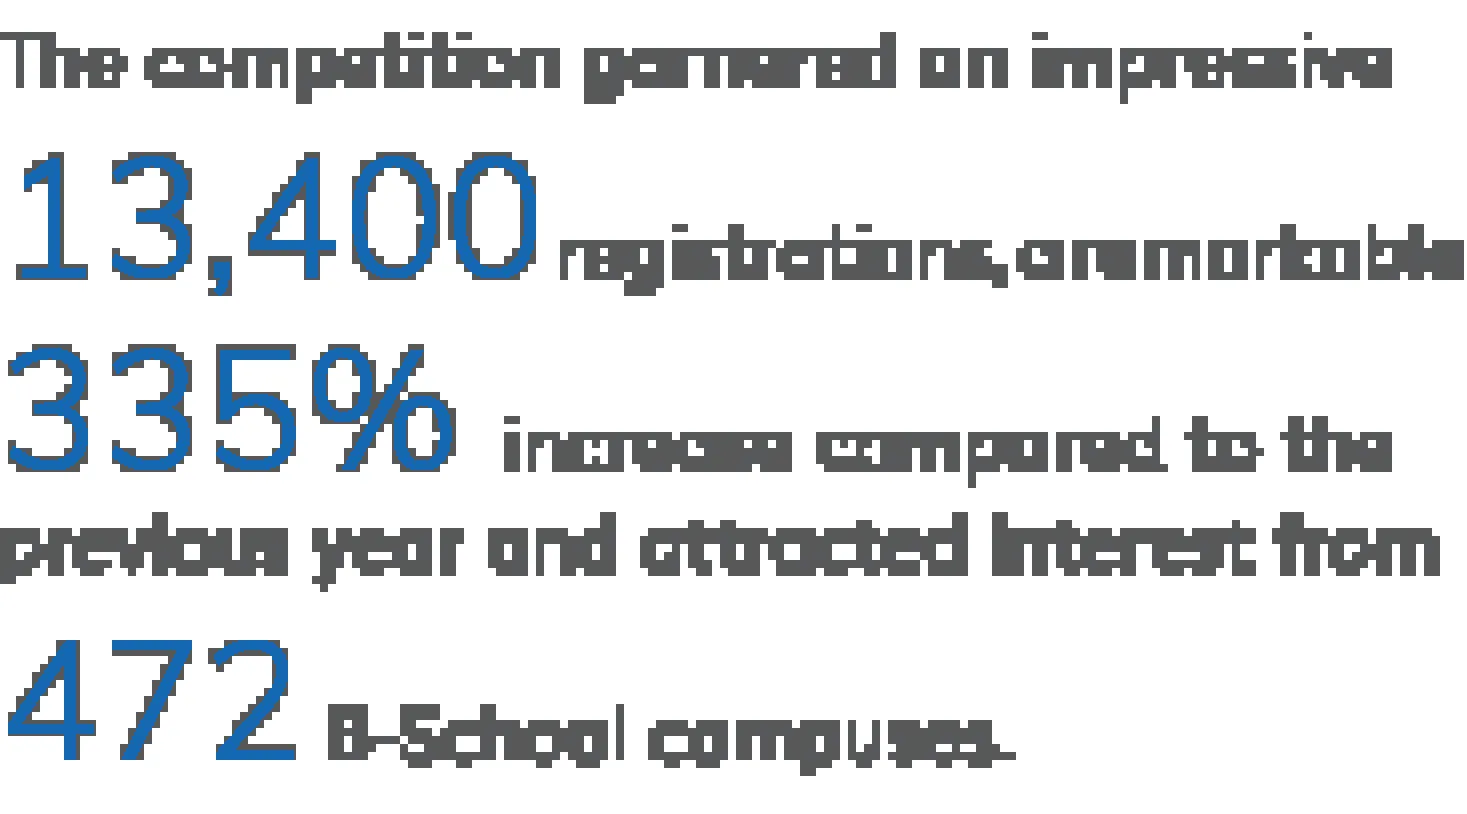 The competition garnered an impressive
13,400 registrations, a remarkable
335% increase compared to the
previous year and attracted interest from
472 B-School campuses.